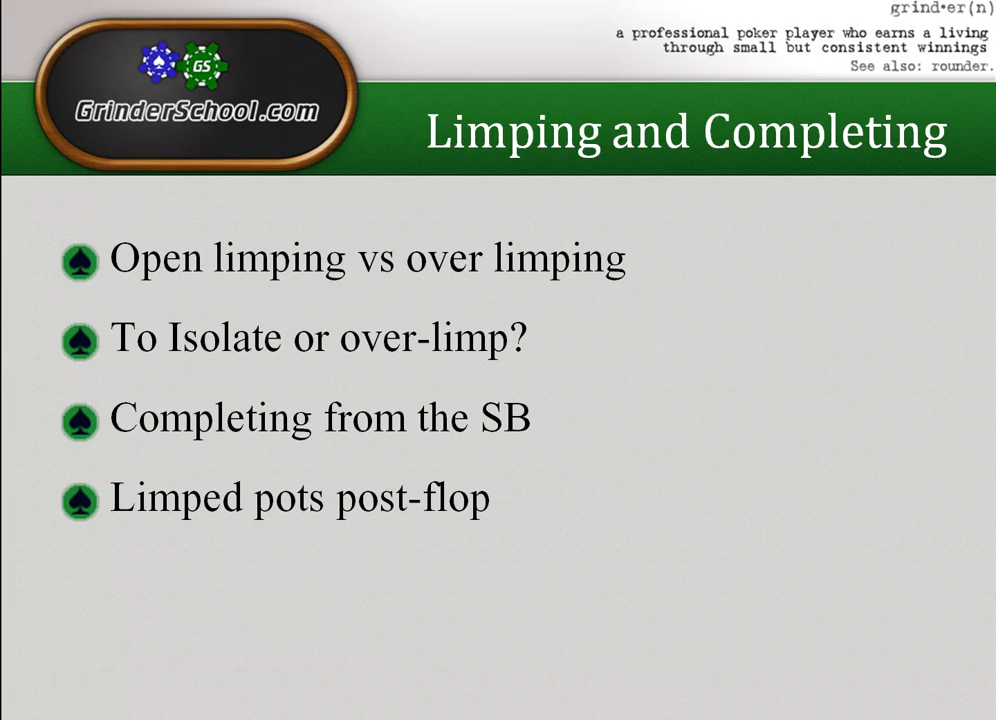 grind•er(n)
a professional poker player who earns a living
through small but consistent winnings
See also: rounder.
GS
GrinderSchool.com
Limping and Completing
Open limping vs over limping
To Isolate or over-limp?
Completing from the SB
Limped pots post-flop